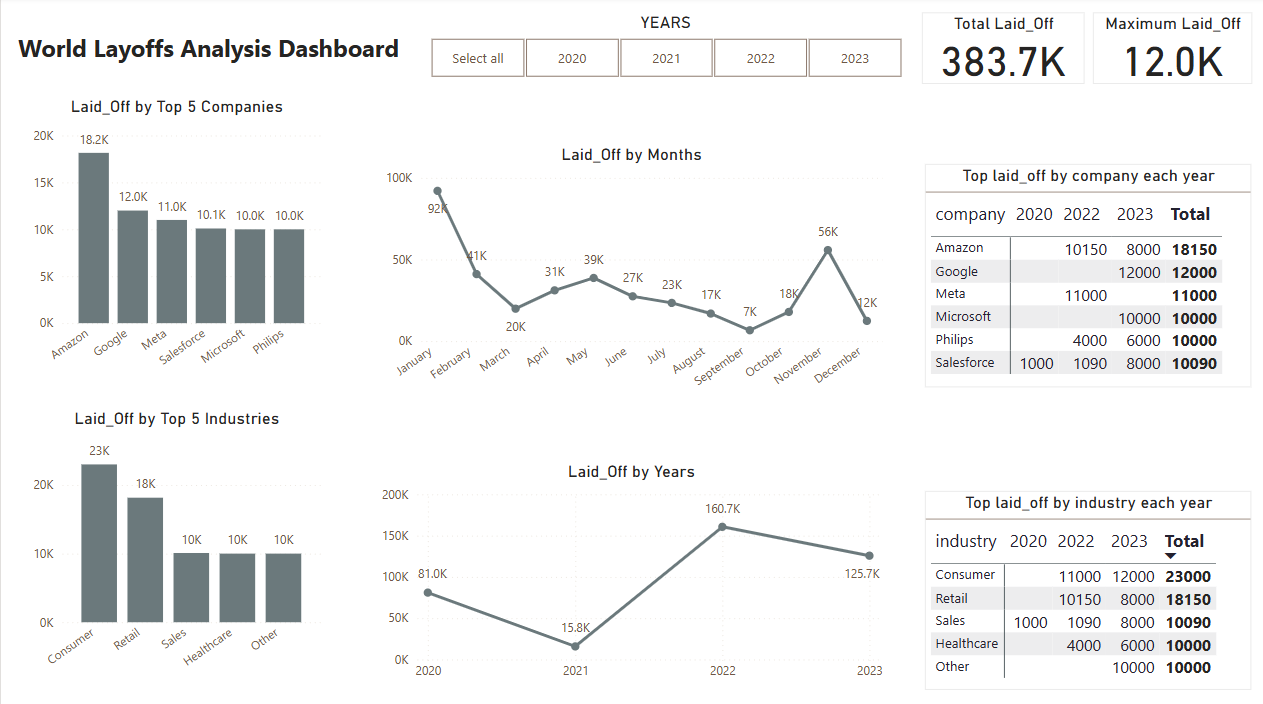 World Layoffs Analysis Dashboard
YEARS
Select all 2020 2021 2022 2023
Total Laid_Off
383.7K
Maximum Laid_Off
12.0K
Laid_Off by Top 5 Companies
20K
15K
10K
5K
0K
18.2K 12.0K 11.0K 10.1K 10.0K 10.0K
Amazon Google Meta Salesforce Microsoft Philips
Laid_Off by Months
100K
50K
0K
92K 41K 20K 31K 39K 27K 23K 17K 7K 18K 56K 12K
January February March April May June July August September October November December
Top laid_off by company each year
company 2020 2022 2023 Total
Amazon 10150 8000 18150
Google 12000 12000
Meta 11000 11000
Microsoft 10000 10000
Philips 4000 6000 10000
Salesforce 1000 1090 8000 10090
Laid_Off by Top 5 Industries
20K
10K
0K
23K 18K 10K 10K 10K
Consumer Retail Sales Healthcare Other
Laid_Off by Years
200K
150K
100K
50K
0K
81.0K 15.8K 160.7K 125.7K
2020 2021 2022 2023
Top laid_off by industry each year
industry 2020 2022 2023 Total
Consumer 11000 12000 23000
Retail 10150 8000 18150
Sales 1000 1090 8000 10090
Healthcare 4000 6000 10000
Other 10000 10000